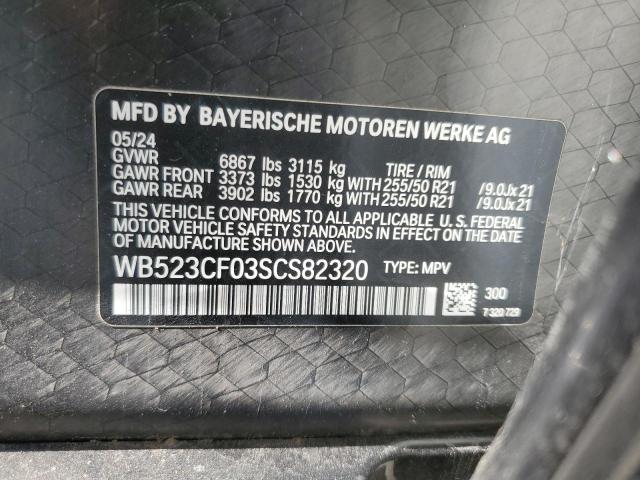 MFD BY BAYERISCHE MOTOREN WERKE AG
05/24
GVWR 6867 lbs 3115 kg TIRE / RIM
GAWR FRONT 3373 lbs 1530 kg WITH 255/50 R21 /9.0Jx21
GAWR REAR 3902 lbs 1770 kg WITH 255/50 R21 /9.0Jx21
THIS VEHICLE CONFORMS TO ALL APPLICABLE U.S. FEDERAL
MOTOR VEHICLE SAFETY STANDARDS IN EFFECT ON THE DATE
OF MANUFACTURE SHOWN ABOVE.
WB523CF03SCS82320 TYPE: MPV
300
7 320 729